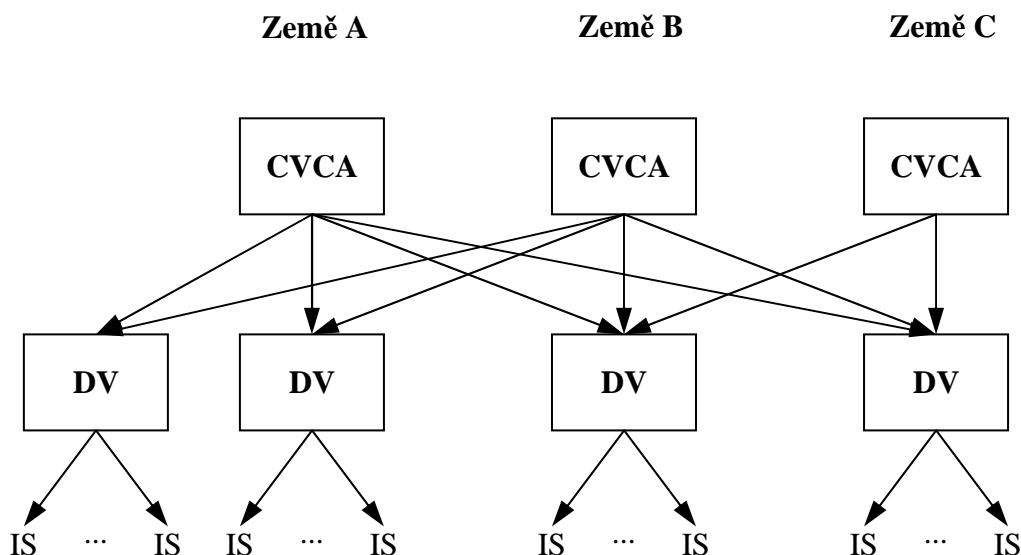 Země A Země B Země C
CVCA CVCA CVCA
DV DV DV DV
IS ... IS IS ... IS IS ... IS IS ... IS